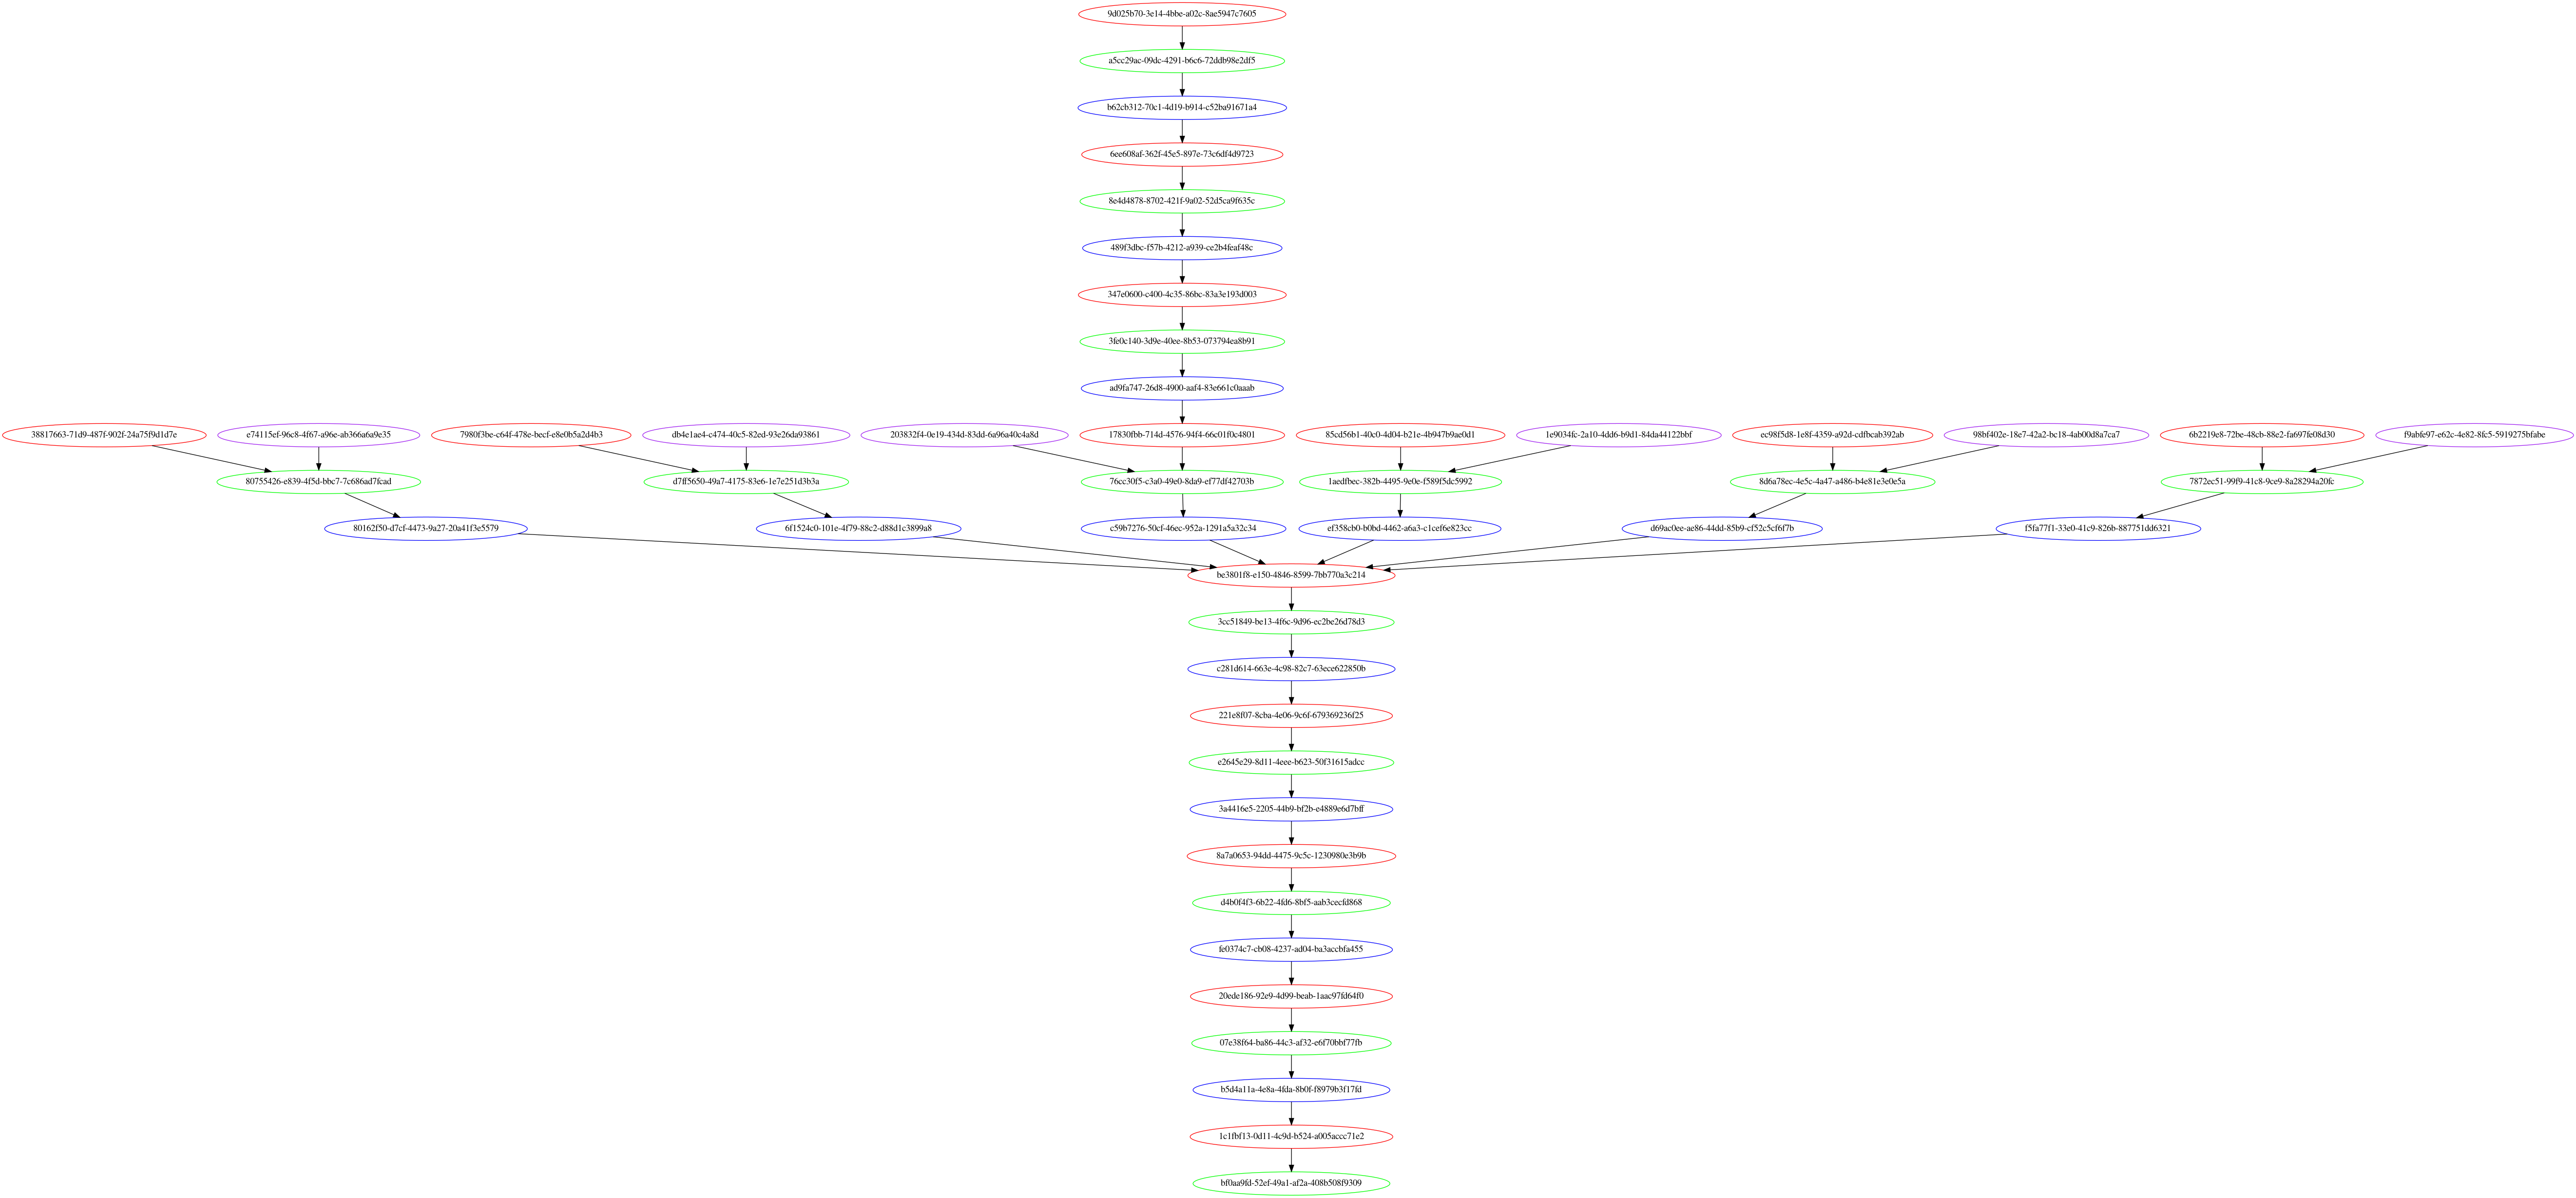 9d025b70-3e14-4bbe-a02c-8ae5947c7605
a5cc29ac-09dc-4291-b6c6-72ddb98e2df5
b62cb312-70c1-4d19-b914-c52ba91671a4
6ee608af-362f-45e5-897e-73c6df4d9723
8e4d4878-8702-421f-9a02-52d5ca9f635c
489f3dbc-f57b-4212-a939-ce2b4feaf48c
347e0600-c400-4c35-86bc-83a3e193d003
3fe0c140-3d9e-40ee-8b53-073794ea8b91
ad9fa747-26d8-4900-aaf4-83e661c0aaab
38817663-71d9-487f-902f-24a75f9d1d7e
e74115ef-96c8-4f67-a96e-ab366a6a9e35
7980f3be-c64f-478e-becf-e8e0b5a2d4b3
db4e1ae4-c474-40c5-82ed-93e26da93861
203832f4-0e19-434d-83dd-6a96a40c4a8d
17830fbb-714d-4576-94f4-66c01f0c4801
85cd56b1-40c0-4d04-b21e-4b947b9ae0d1
1e9034fc-2a10-4dd6-b9d1-84da44122bbf
ec98f5d8-1e8f-4359-a92d-cdfbcab392ab
98bf402e-18e7-42a2-bc18-4ab00d8a7ca7
6b2219e8-72be-48cb-88e2-fa697fe08d30
f9abfe97-e62c-4e82-8fc5-5919275bfabe
80755426-e839-4f5d-bbc7-7c686ad7fcad
d7ff5650-49a7-4175-83e6-1e7e251d3b3a
76cc30f5-c3a0-49e0-8da9-ef77df42703b
1aedfbec-382b-4495-9e0e-f589f5dc5992
8d6a78ec-4e5c-4a47-a486-b4e81e3e0e5a
7872ec51-99f9-41c8-9ce9-8a28294a20fc
80162f50-d7cf-4473-9a27-20a41f3e5579
6f1524c0-101e-4f79-88c2-d88d1c3899a8
c59b7276-50cf-46ec-952a-1291a5a32c34
ef358cb0-b0bd-4462-a6a3-c1cef6e823cc
d69ac0ee-ae86-44dd-85b9-cf52c5cf6f7b
f5fa77f1-33e0-41c9-826b-887751dd6321
be3801f8-e150-4846-8599-7bb770a3c214
3cc51849-be13-4f6c-9d96-ec2be26d78d3
c281d614-663e-4c98-82c7-63ece622850b
221e8f07-8cba-4e06-9c6f-679369236f25
e2645e29-8d11-4eee-b623-50f31615adcc
3a4416e5-2205-44b9-bf2b-e4889e6d7bff
8a7a0653-94dd-4475-9c5c-1230980e3b9b
d4b0f4f3-6b22-4fd6-8bf5-aab3cecfd868
fe0374c7-cb08-4237-ad04-ba3accbfa455
20ede186-92e9-4d99-beab-1aac97fd64f0
07e38f64-ba86-44c3-af32-e6f70bbf77fb
b5d4a11a-4e8a-4fda-8b0f-f8979b3f17fd
1c1fbf13-0d11-4c9d-b524-a005accc71e2
bf0aa9fd-52ef-49a1-af2a-408b508f9309